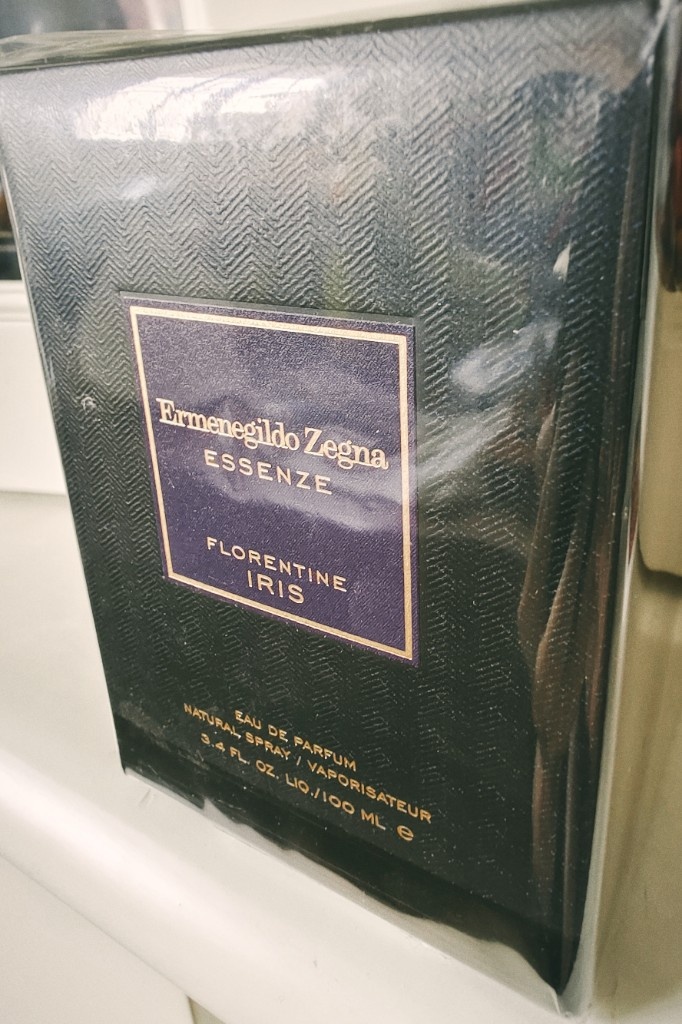 Ermenegildo Zegna
ESSENZE
FLORENTINE
IRIS
EAU DE PARFUM
NATURAL SPRAY / VAPORISATEUR
3.4 FL. OZ. LIQ./100 ML ℮